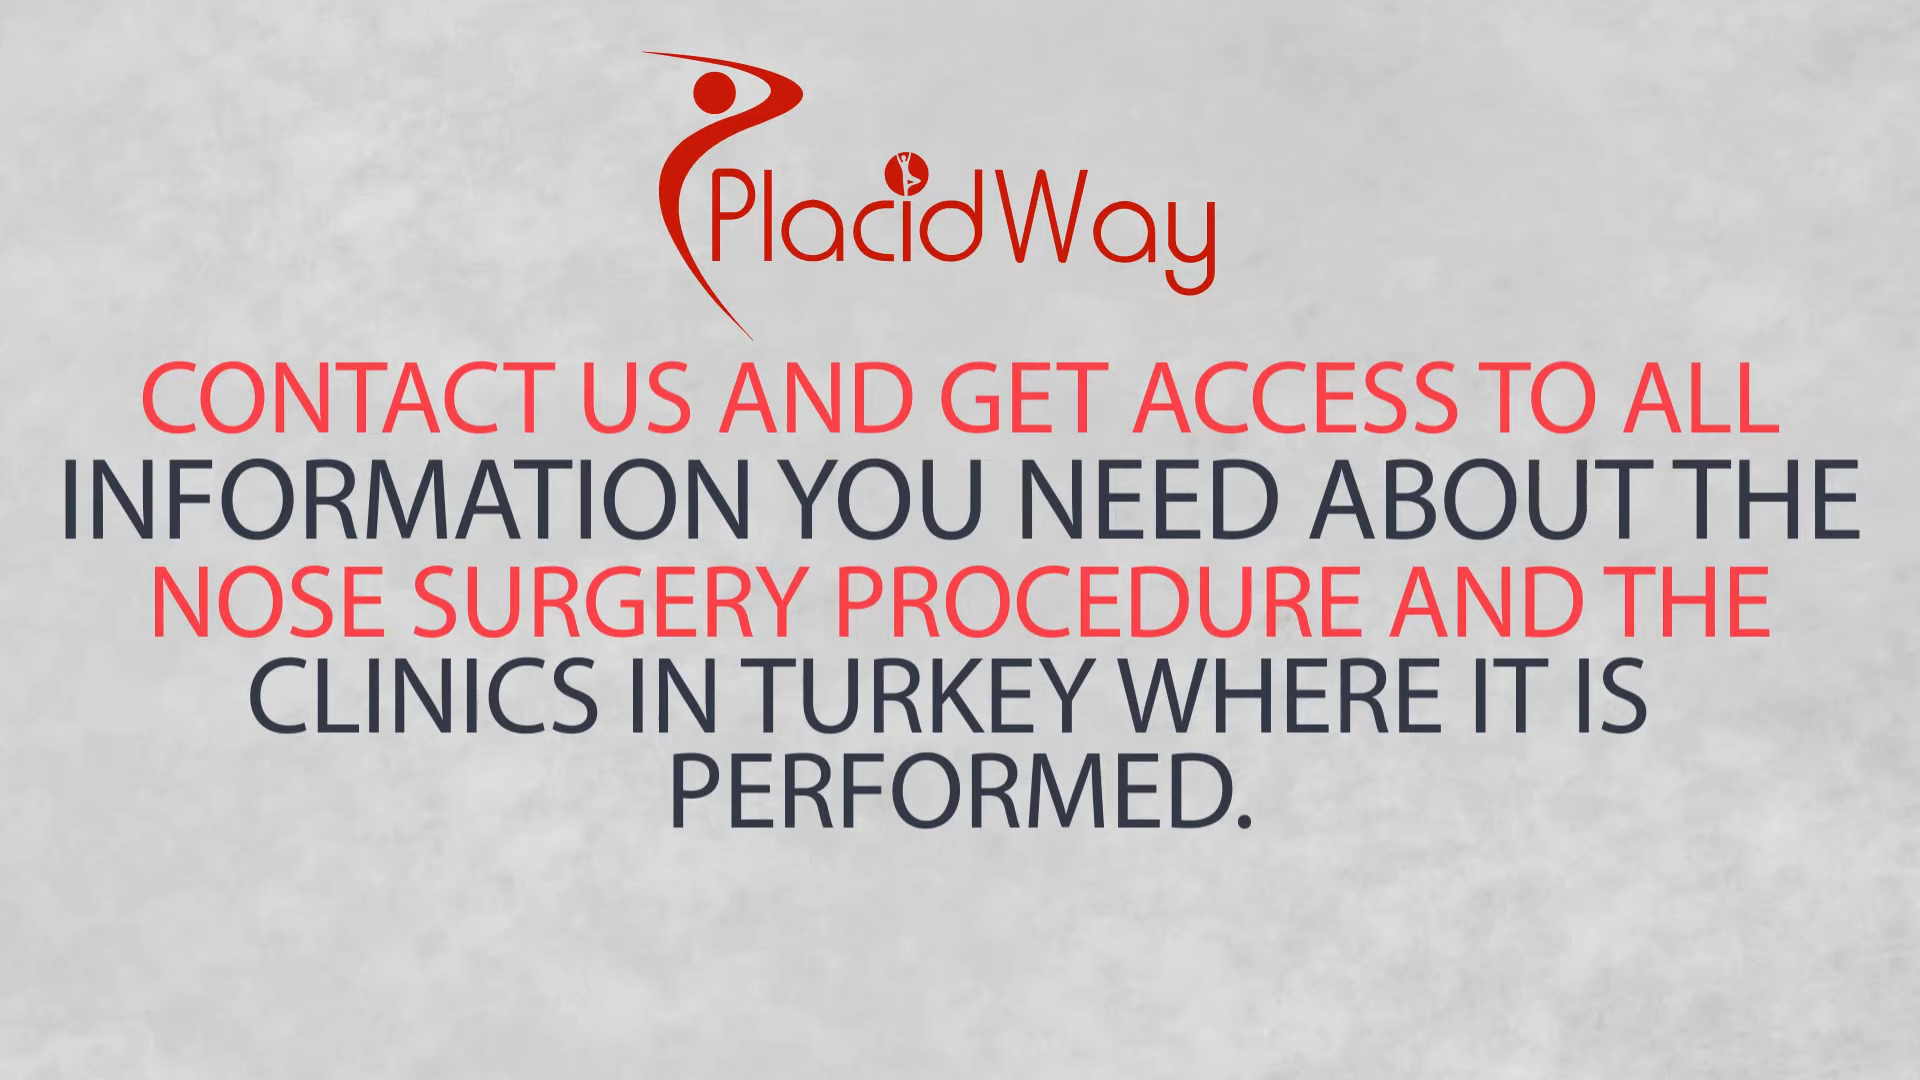 PlacidWay
CONTACT US AND GET ACCESS TO ALL
INFORMATION YOU NEED ABOUT THE
NOSE SURGERY PROCEDURE AND THE
CLINICS IN TURKEY WHERE IT IS
PERFORMED.